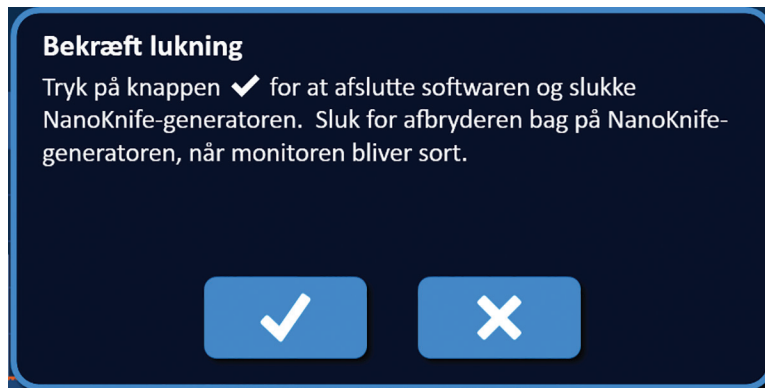 Bekræft lukning
Tryk på knappen ✔ for at afslutte softwaren og slukke
NanoKnife-generatoren.  Sluk for afbryderen bag på NanoKnife-
generatoren, når monitoren bliver sort.